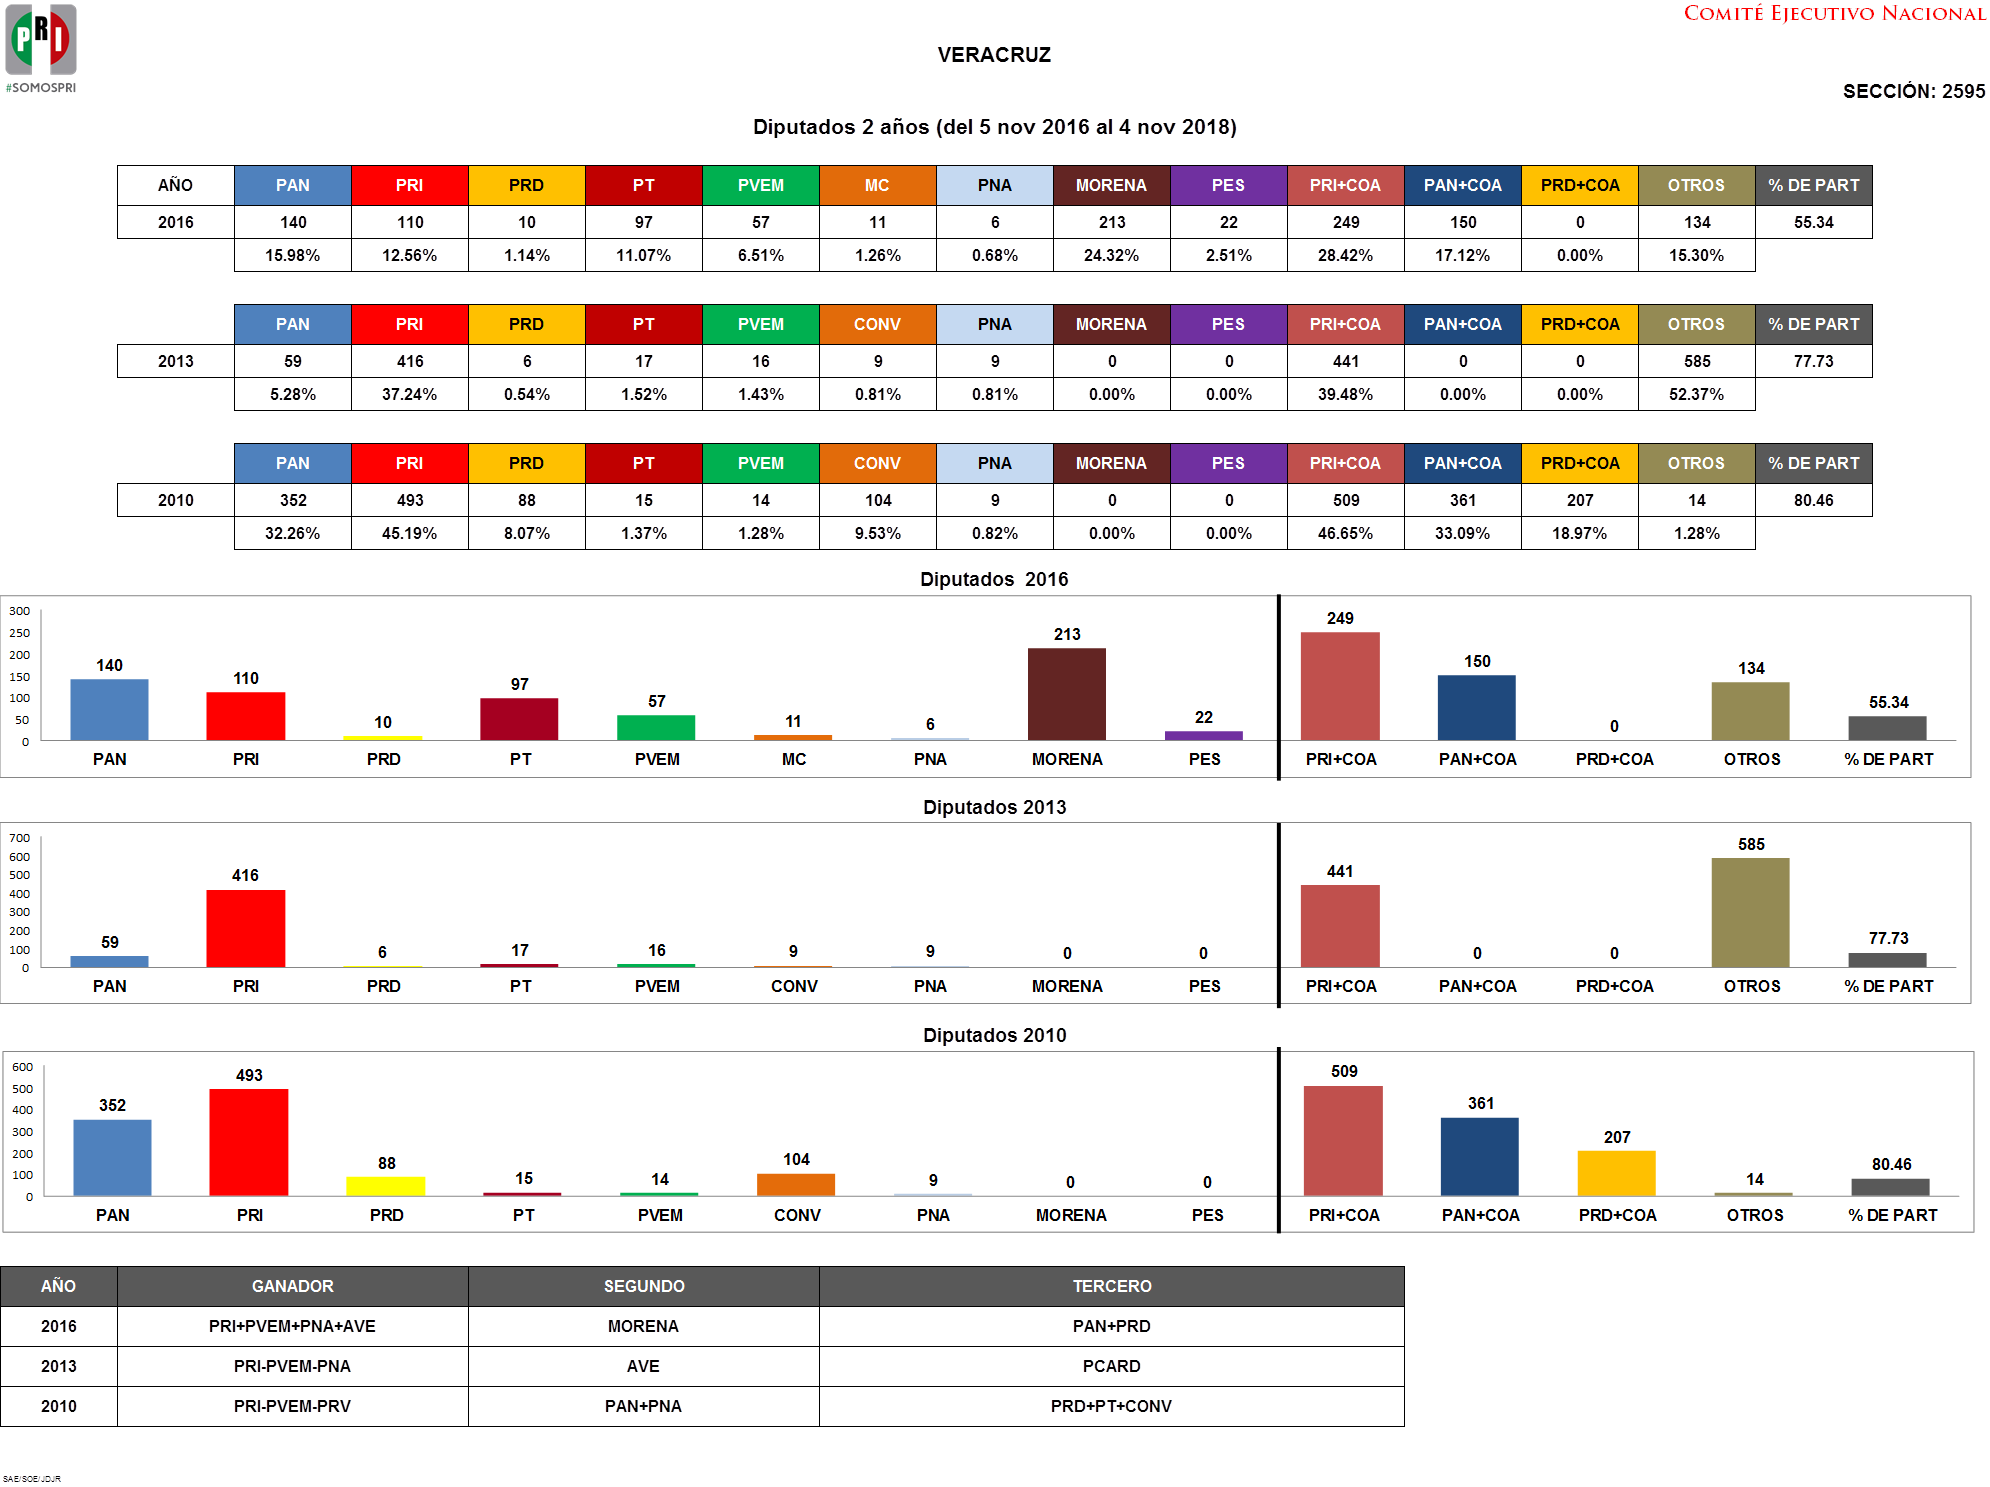 PRI
#SOMOSPRI
COMITÉ EJECUTIVO NACIONAL
VERACRUZ
SECCIÓN: 2595
Diputados 2 años (del 5 nov 2016 al 4 nov 2018)
AÑO PAN PRI PRD PT PVEM MC PNA MORENA PES PRI+COA PAN+COA PRD+COA OTROS % DE PART
2016 140 110 10 97 57 11 6 213 22 249 150 0 134 55.34
15.98% 12.56% 1.14% 11.07% 6.51% 1.26% 0.68% 24.32% 2.51% 28.42% 17.12% 0.00% 15.30%
PAN PRI PRD PT PVEM CONV PNA MORENA PES PRI+COA PAN+COA PRD+COA OTROS % DE PART
2013 59 416 6 17 16 9 9 0 0 441 0 0 585 77.73
5.28% 37.24% 0.54% 1.52% 1.43% 0.81% 0.81% 0.00% 0.00% 39.48% 0.00% 0.00% 52.37%
PAN PRI PRD PT PVEM CONV PNA MORENA PES PRI+COA PAN+COA PRD+COA OTROS % DE PART
2010 352 493 88 15 14 104 9 0 0 509 361 207 14 80.46
32.26% 45.19% 8.07% 1.37% 1.28% 9.53% 0.82% 0.00% 0.00% 46.65% 33.09% 18.97% 1.28%
Diputados 2016
300
250
200
150
100
50
0
140 110 10 97 57 11 6 213 22 249 150 0 134 55.34
PAN PRI PRD PT PVEM MC PNA MORENA PES PRI+COA PAN+COA PRD+COA OTROS % DE PART
Diputados 2013
700
600
500
400
300
200
100
0
59 416 6 17 16 9 9 0 0 441 0 0 585 77.73
PAN PRI PRD PT PVEM CONV PNA MORENA PES PRI+COA PAN+COA PRD+COA OTROS % DE PART
Diputados 2010
600
500
400
300
200
100
0
352 493 88 15 14 104 9 0 0 509 361 207 14 80.46
PAN PRI PRD PT PVEM CONV PNA MORENA PES PRI+COA PAN+COA PRD+COA OTROS % DE PART
AÑO GANADOR SEGUNDO TERCERO
2016 PRI+PVEM+PNA+AVE MORENA PAN+PRD
2013 PRI-PVEM-PNA AVE PCARD
2010 PRI-PVEM-PRV PAN+PNA PRD+PT+CONV
SAE/SOE/JDJR